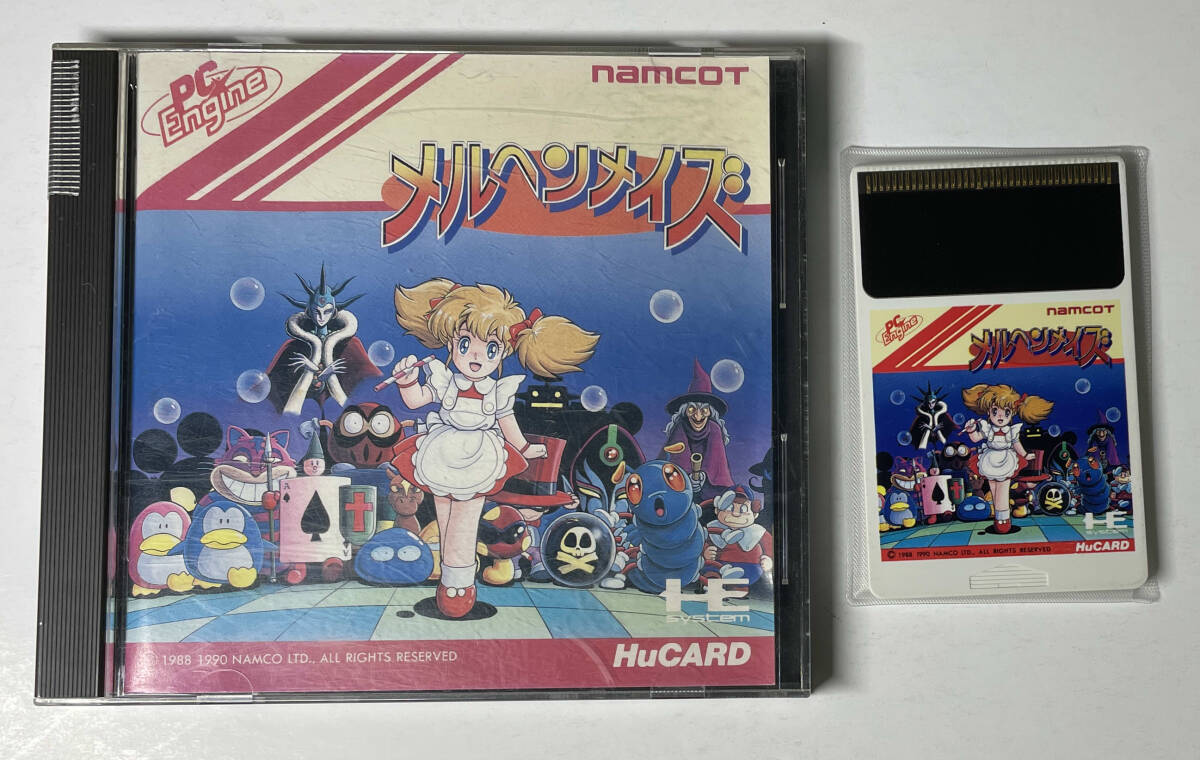 PC Engine
namcot
メルヘンメイズ
A
HE system
© 1988 1990 NAMCO LTD., ALL RIGHTS RESERVED
HuCARD
PC Engine
namcot
メルヘンメイズ
HE system
© 1988 1990 NAMCO LTD., ALL RIGHTS RESERVED
HuCARD